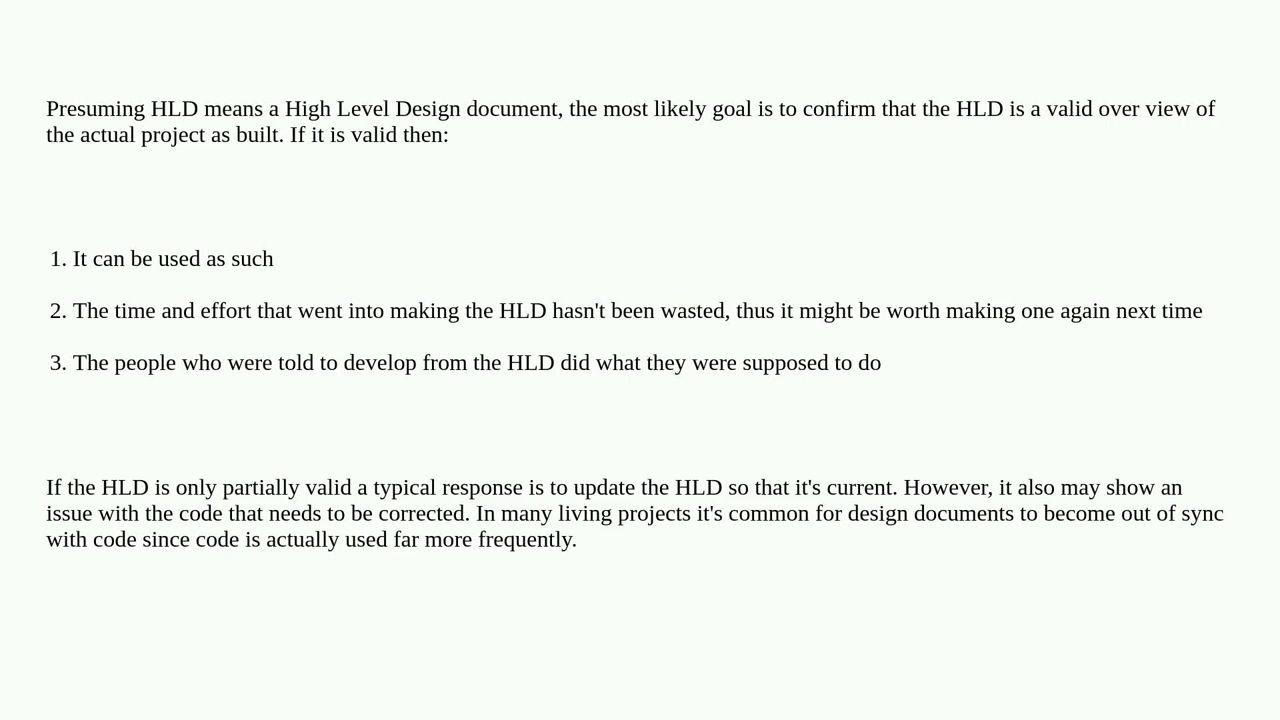 Presuming HLD means a High Level Design document, the most likely goal is to confirm that the HLD is a valid over view of
the actual project as built. If it is valid then:
1. It can be used as such
2. The time and effort that went into making the HLD hasn't been wasted, thus it might be worth making one again next time
3. The people who were told to develop from the HLD did what they were supposed to do
If the HLD is only partially valid a typical response is to update the HLD so that it's current. However, it also may show an
issue with the code that needs to be corrected. In many living projects it's common for design documents to become out of sync
with code since code is actually used far more frequently.